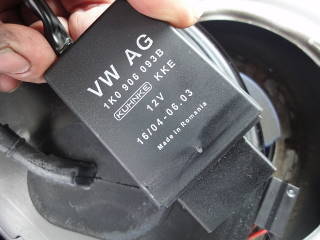 VW AG
1K0 906 093B
KUHNKE KKE
12V
16/04-06.03
Made in Romania